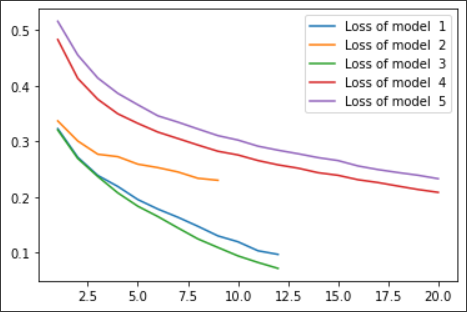 0.5
0.4
0.3
0.2
0.1
Loss of model 1
Loss of model 2
Loss of model 3
Loss of model 4
Loss of model 5
2.5 5.0 7.5 10.0 12.5 15.0 17.5 20.0